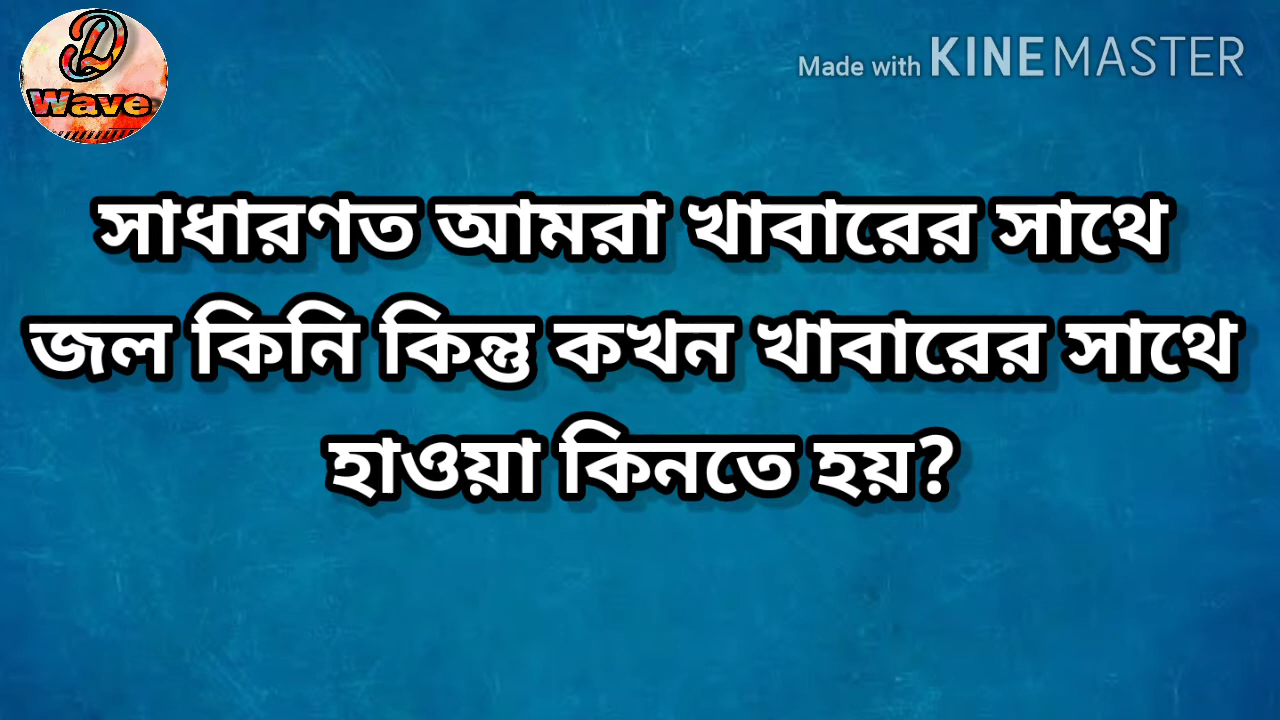 D
Wave
Made with KINEMASTER
সাধারণত আমরা খাবারের সাথে
জল কিনি কিন্তু কখন খাবারের সাথে
হাওয়া কিনতে হয়?